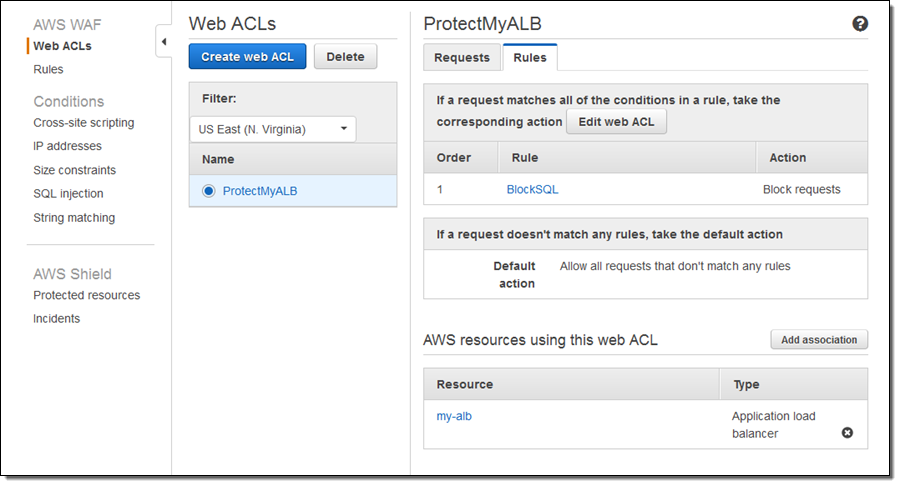 AWS WAF
Web ACLs
Rules
Conditions
Cross-site scripting
IP addresses
Size constraints
SQL injection
String matching
AWS Shield
Protected resources
Incidents
Web ACLs
Create web ACL Delete
Filter:
US East (N. Virginia)
Name
ProtectMyALB
ProtectMyALB ?
Requests Rules
If a request matches all of the conditions in a rule, take the
corresponding action Edit web ACL
Order Rule Action
1 BlockSQL Block requests
If a request doesn't match any rules, take the default action
Default Allow all requests that don't match any rules
action
AWS resources using this web ACL Add association
Resource Type
my-alb Application load
balancer